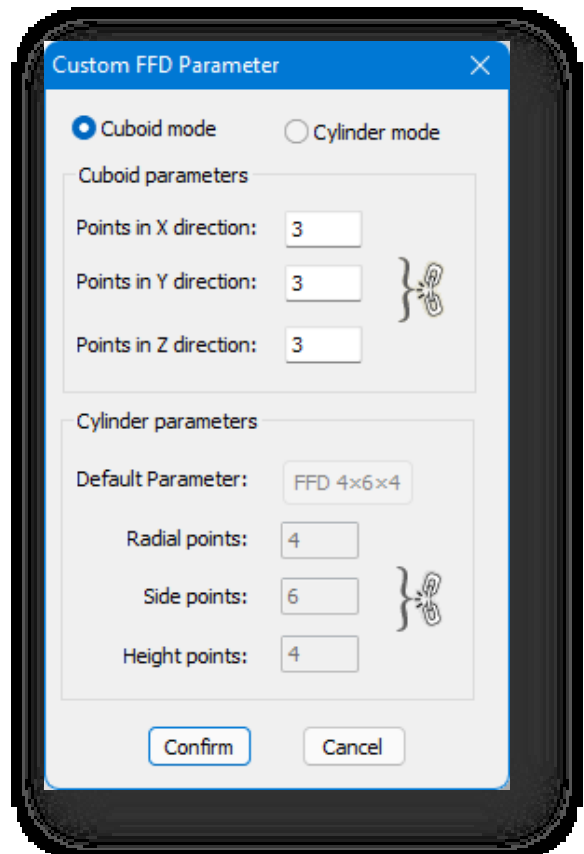 Custom FFD Parameter
Cuboid mode Cylinder mode
Cuboid parameters
Points in X direction: 3
Points in Y direction: 3
Points in Z direction: 3
Cylinder parameters
Default Parameter: FFD 4×6×4
Radial points: 4
Side points: 6
Height points: 4
Confirm Cancel